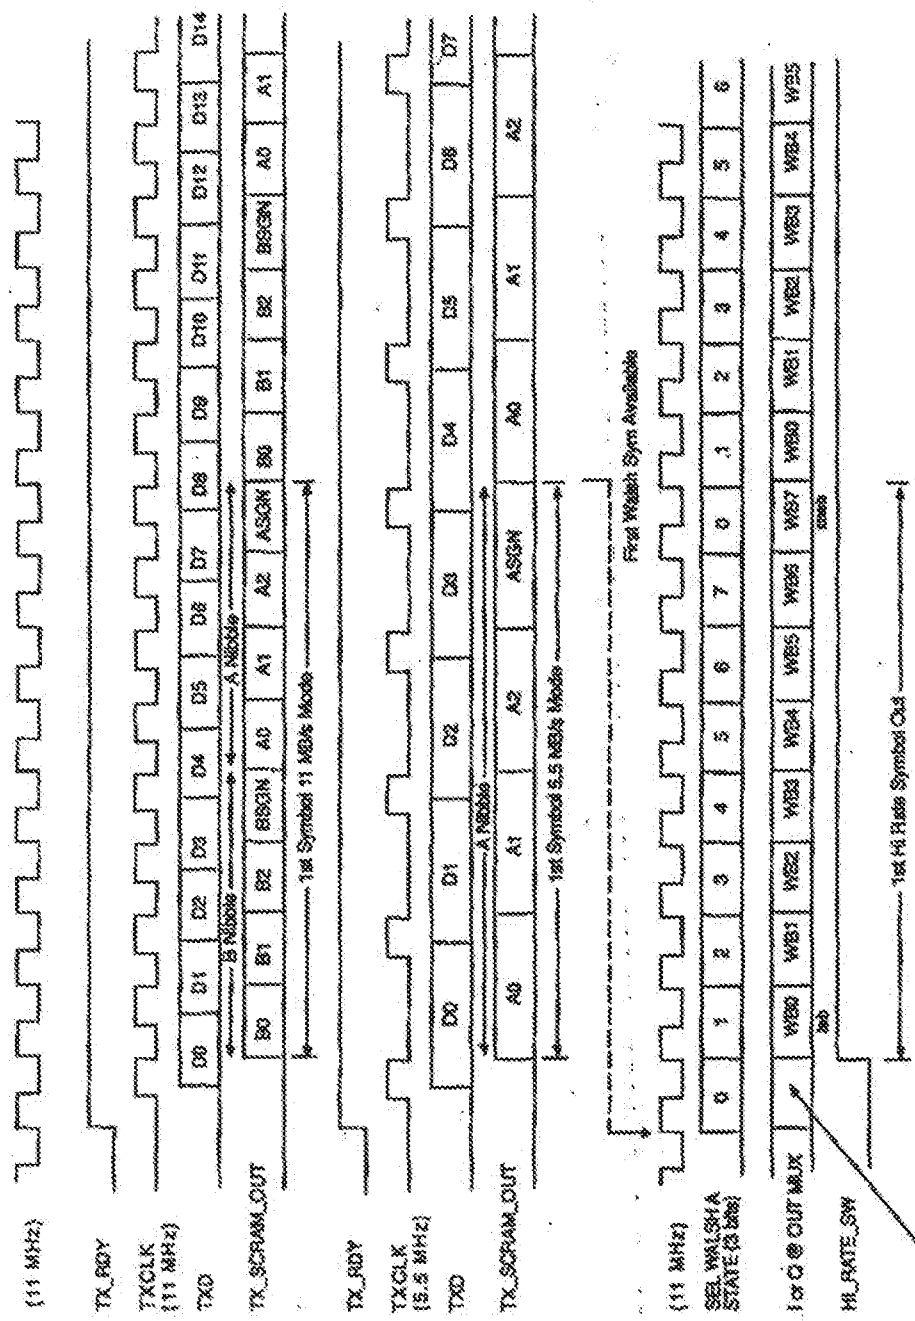 (11 MHz)
TX_RDY
TXCLK
(11 MHz)
TXD D0 D1 D2 D3 D4 D5 D6 D7 D8 D9 D10 D11 D12 D13 D14
B Nibble A Nibble
TX_SCRAM_OUT B0 B1 B2 BSGN A0 A1 A2 ASGN B0 B1 B2 BSGN A0 A1
1st Symbol 11 MB/s Mode
TX_RDY
TXCLK
(5.5 MHz)
TXD D0 D1 D2 D3 D4 D5 D6 D7
A Nibble
TX_SCRAM_OUT A0 A1 A2 ASGN A0 A1 A2
1st Symbol 5.5 MB/s Mode
First Walsh Sym Available
(11 MHz)
SEL WALSH A
STATE (3 bits) 0 1 2 3 4 5 6 7 0 1 2 3 4 5 6
I or Q @ OUT MUX WB0 WB1 WB2 WB3 WB4 WB5 WB6 WB7 WB0 WB1 WB2 WB3 WB4 WB5
lsb
HI_RATE_SW
1st Hi Rate Symbol Out